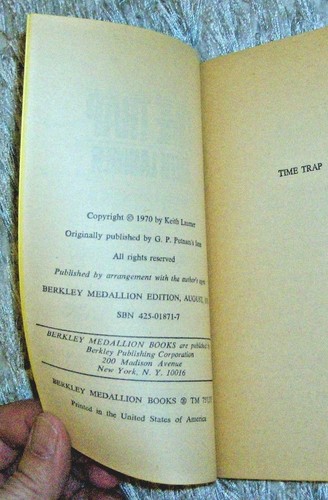 Copyright © 1970 by Keith Laumer
Originally published by G. P. Putnam's Sons
All rights reserved
Published by arrangement with the author's
BERKLEY MEDALLION EDITION, AUGUST,
SBN 425-01871-7
BERKLEY MEDALLION BOOKS are published by
Berkley Publishing Corporation
200 Madison Avenue
New York, N. Y. 10016
BERKLEY MEDALLION BOOKS ® TM
Printed in the United States of America
TIME TRAP